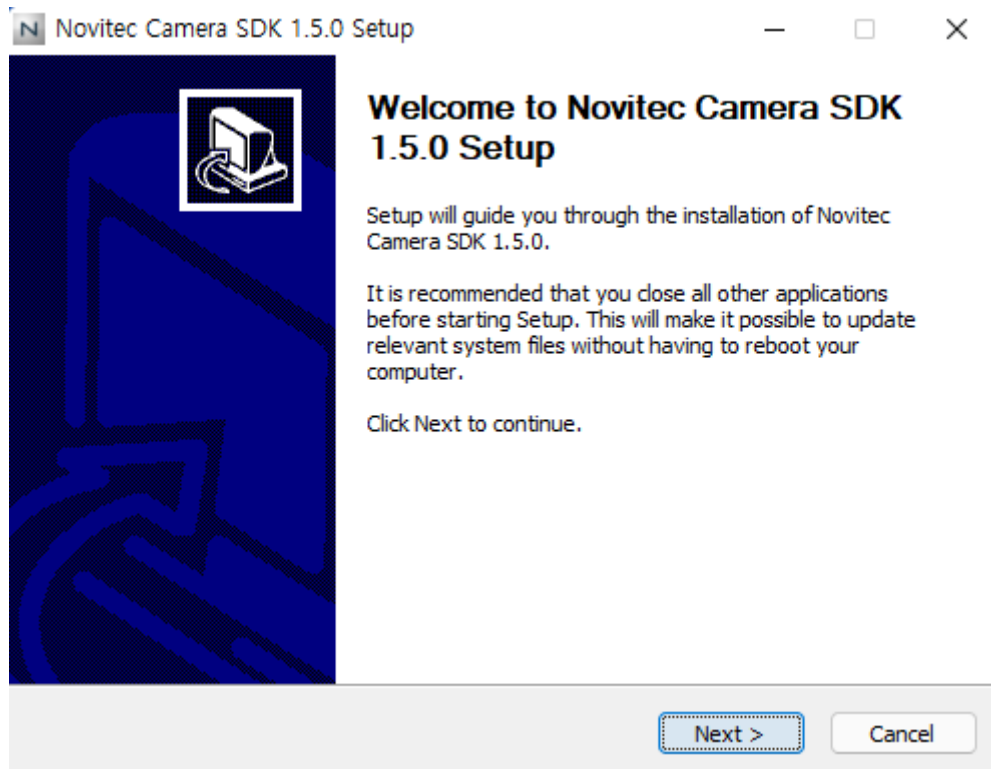 N Novitec Camera SDK 1.5.0 Setup
Welcome to Novitec Camera SDK
1.5.0 Setup
Setup will guide you through the installation of Novitec
Camera SDK 1.5.0.
It is recommended that you close all other applications
before starting Setup. This will make it possible to update
relevant system files without having to reboot your
computer.
Click Next to continue.
Next >
Cancel